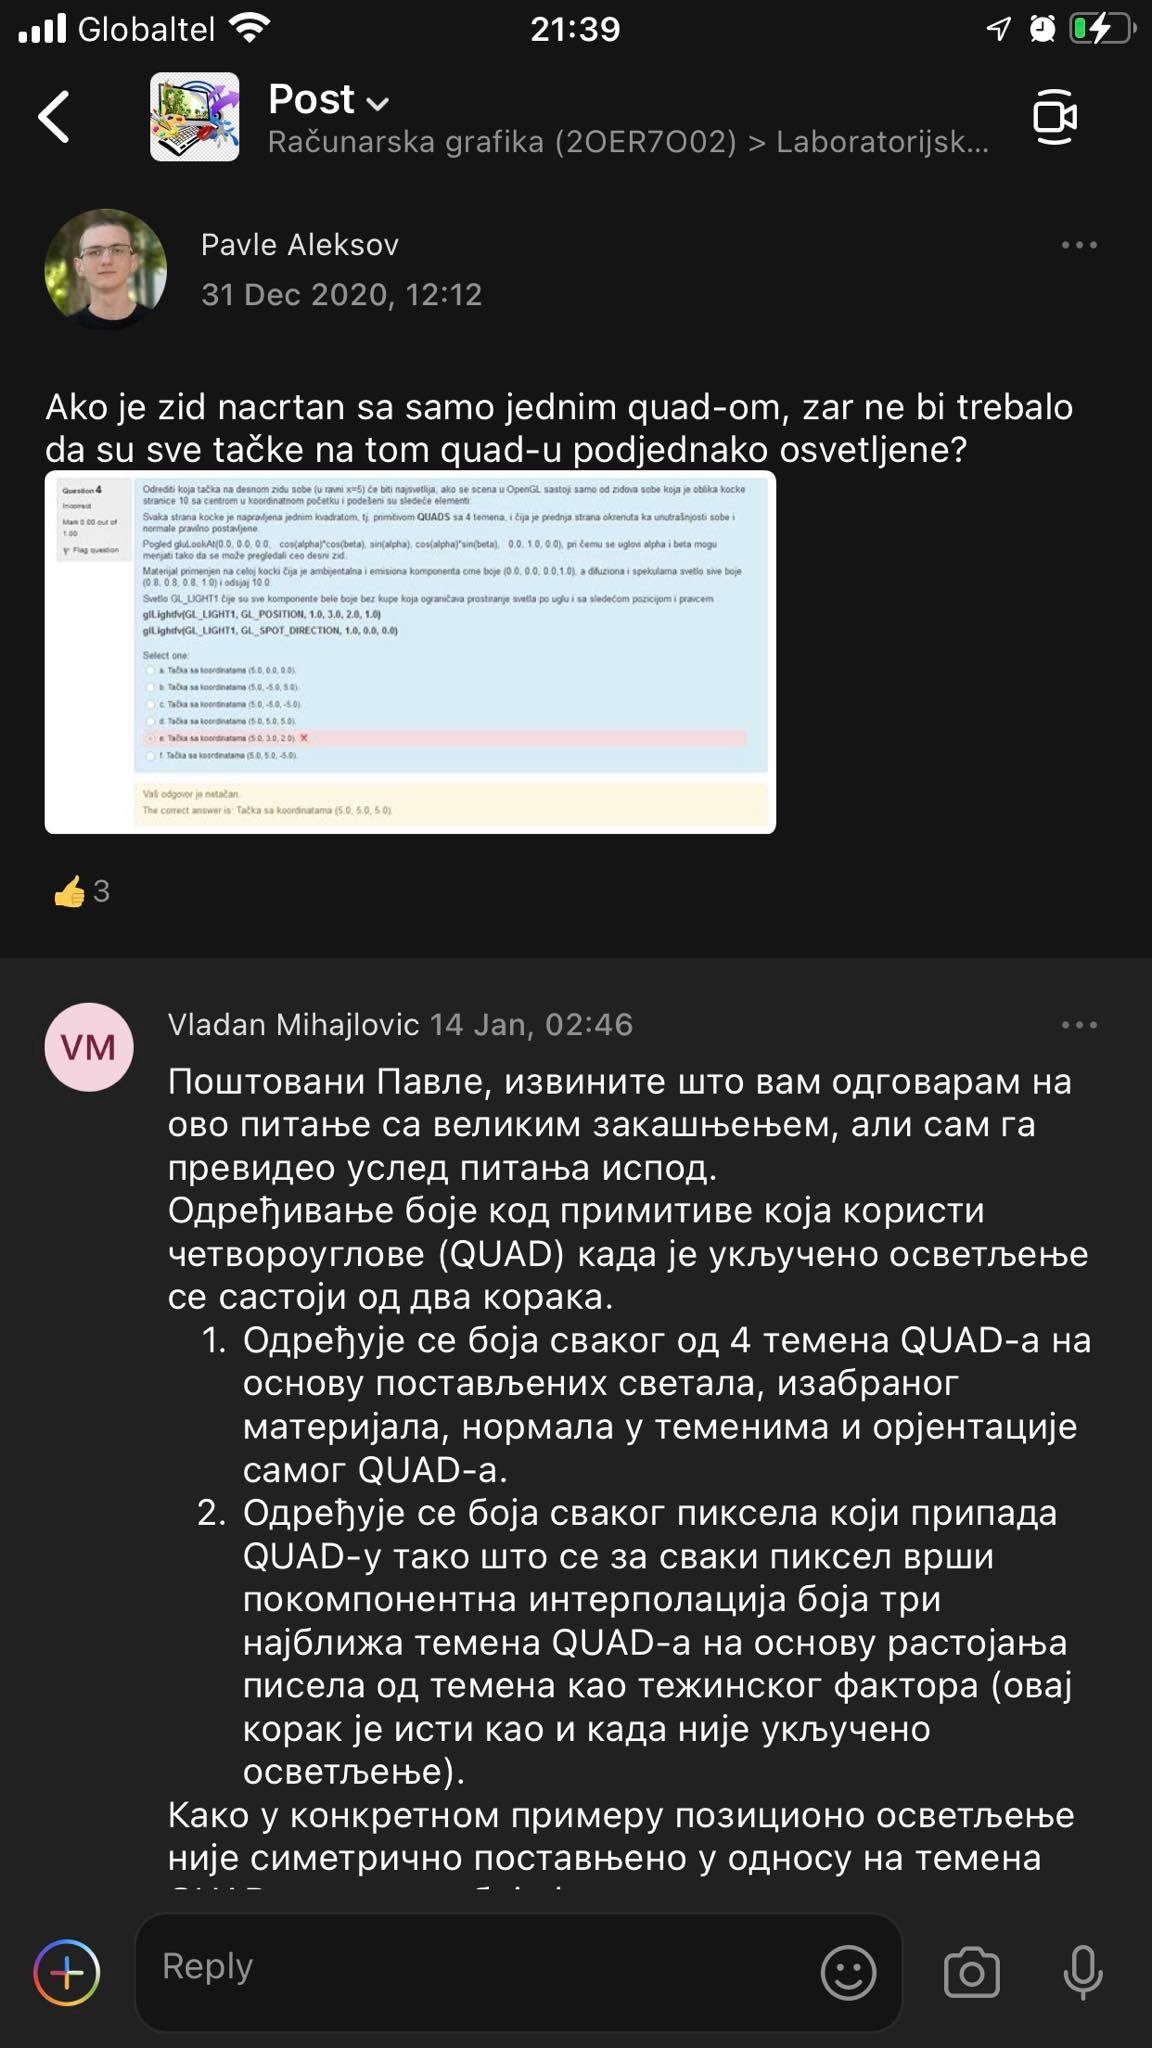 Globaltel
21:39
Post
Računarska grafika (2OER7O02) > Laboratorijsk...
Pavle Aleksov
31 Dec 2020, 12:12
Ako je zid nacrtan sa samo jednim quad-om, zar ne bi trebalo
da su sve tačke na tom quad-u podjednako osvetljene?
Question 4
Incorrect
Mark 0.00 out of
1.00
Flag question
Odrediti koja tačka na desnom zidu sobe (u ravni x=5) će biti najsvetlija, ako se scena u OpenGL sastoji samo od zidova sobe koja je oblika kocke
stranice 10 sa centrom u koordinatnom početku i podešeni su sledeće elementi:
Svaka strana kocke je napravljena jednim kvadratom, tj. primitivom QUADS sa 4 temena, i čija je prednja strana okrenuta ka unutrašnjosti sobe i
normale pravilno postavljene.
Pogled gluLookAt(0.0, 0.0, 0.0, cos(alpha)*cos(beta), sin(alpha), cos(alpha)*sin(beta), 0.0, 1.0, 0.0), pri čemu se uglovi alpha i beta mogu
menjati tako da se može pregledati ceo desni zid.
Materijal primenjen na celoj kocki čija je ambijentalna i emisiona komponenta crne boje (0.0, 0.0, 0.0,1.0), a difuziona i spekularna svetlo sive boje
(0.8, 0.8, 0.8, 1.0) i odsjaj 10.0.
Svetlo GL_LIGHT1 čije su sve komponente bele boje bez kupe koja ograničava prostiranje svetla po uglu i sa sledećom pozicijom i pravcem
glLightfv(GL_LIGHT1, GL_POSITION, 1.0, 3.0, 2.0, 1.0)
glLightfv(GL_LIGHT1, GL_SPOT_DIRECTION, 1.0, 0.0, 0.0)
Select one:
a. Tačka sa koordinatama (5.0, 0.0, 0.0).
b. Tačka sa koordinatama (5.0, -5.0, 5.0).
c. Tačka sa koordinatama (5.0, -5.0, -5.0).
d. Tačka sa koordinatama (5.0, 5.0, 5.0).
e. Tačka sa koordinatama (5.0, 3.0, 2.0).
f. Tačka sa koordinatama (5.0, 5.0, -5.0).
Vaš odgovor je netačan.
The correct answer is: Tačka sa koordinatama (5.0, 5.0, 5.0).
3
VM
Vladan Mihajlovic 14 Jan, 02:46
Поштовани Павле, извините што вам одговарам на
ово питање са великим закашњењем, али сам га
превидео услед питања испод.
Одређивање боје код примитиве која користи
четвороуглове (QUAD) када је укључено осветљење
се састоји од два корака.
1. Одређује се боја сваког од 4 темена QUAD-а на
основу постављених светала, изабраног
материјала, нормала у теменима и орјентације
самог QUAD-а.
2. Одређује се боја сваког пиксела који припада
QUAD-у тако што се за сваки пиксел врши
покомпонентна интерполација боја три
најближа темена QUAD-а на основу растојања
писела од темена као тежинског фактора (овај
корак је исти као и када није укључено
осветљење).
Како у конкретном примеру позиционо осветљење
није симетрично поставњено у односу на темена
Reply